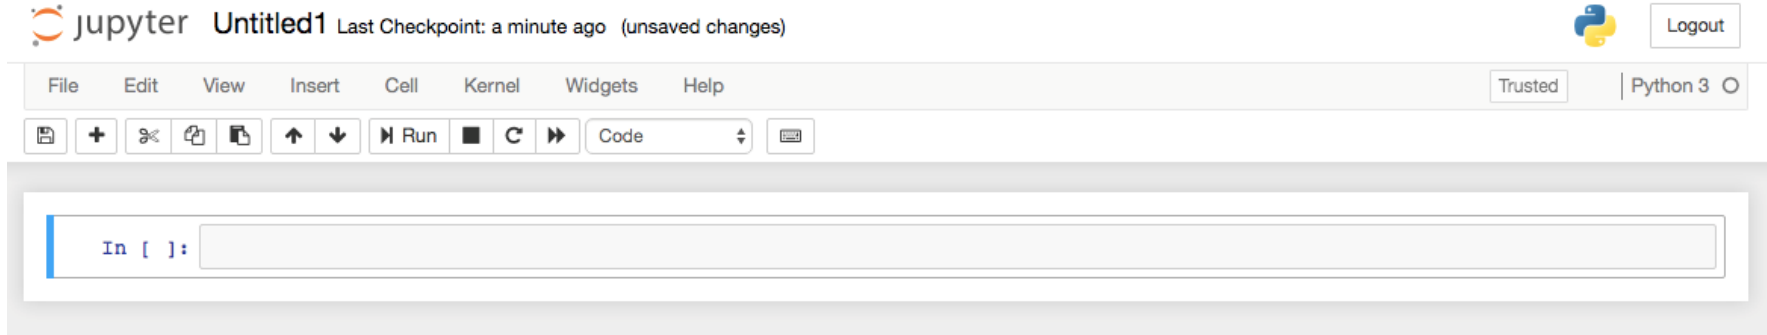 jupyter Untitled1 Last Checkpoint: a minute ago (unsaved changes) Logout
File Edit View Insert Cell Kernel Widgets Help Trusted Python 3
Run Code
In [ ]: